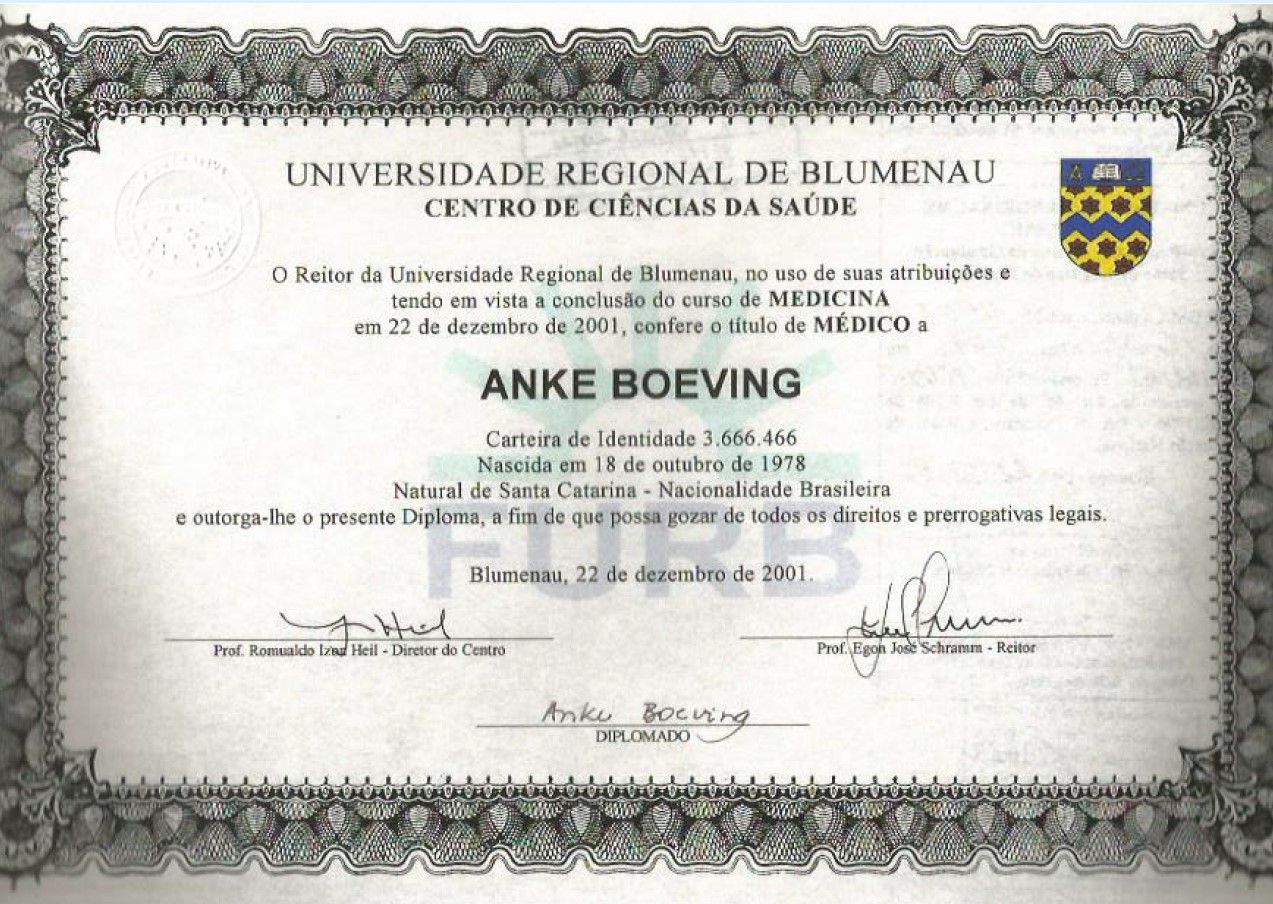 UNIVERSIDADE REGIONAL DE BLUMENAU
CENTRO DE CIÊNCIAS DA SAÚDE
O Reitor da Universidade Regional de Blumenau, no uso de suas atribuições e
tendo em vista a conclusão do curso de MEDICINA
em 22 de dezembro de 2001, confere o título de MÉDICO a
ANKE BOEVING
Carteira de Identidade 3.666.466
Nascida em 18 de outubro de 1978
Natural de Santa Catarina - Nacionalidade Brasileira
e outorga-lhe o presente Diploma, a fim de que possa gozar de todos os direitos e prerrogativas legais.
FURB
Blumenau, 22 de dezembro de 2001.
Prof. Romualdo Izon Heil - Diretor do Centro
Prof. Egon José Schramm - Reitor
Anke Boeving
DIPLOMADO